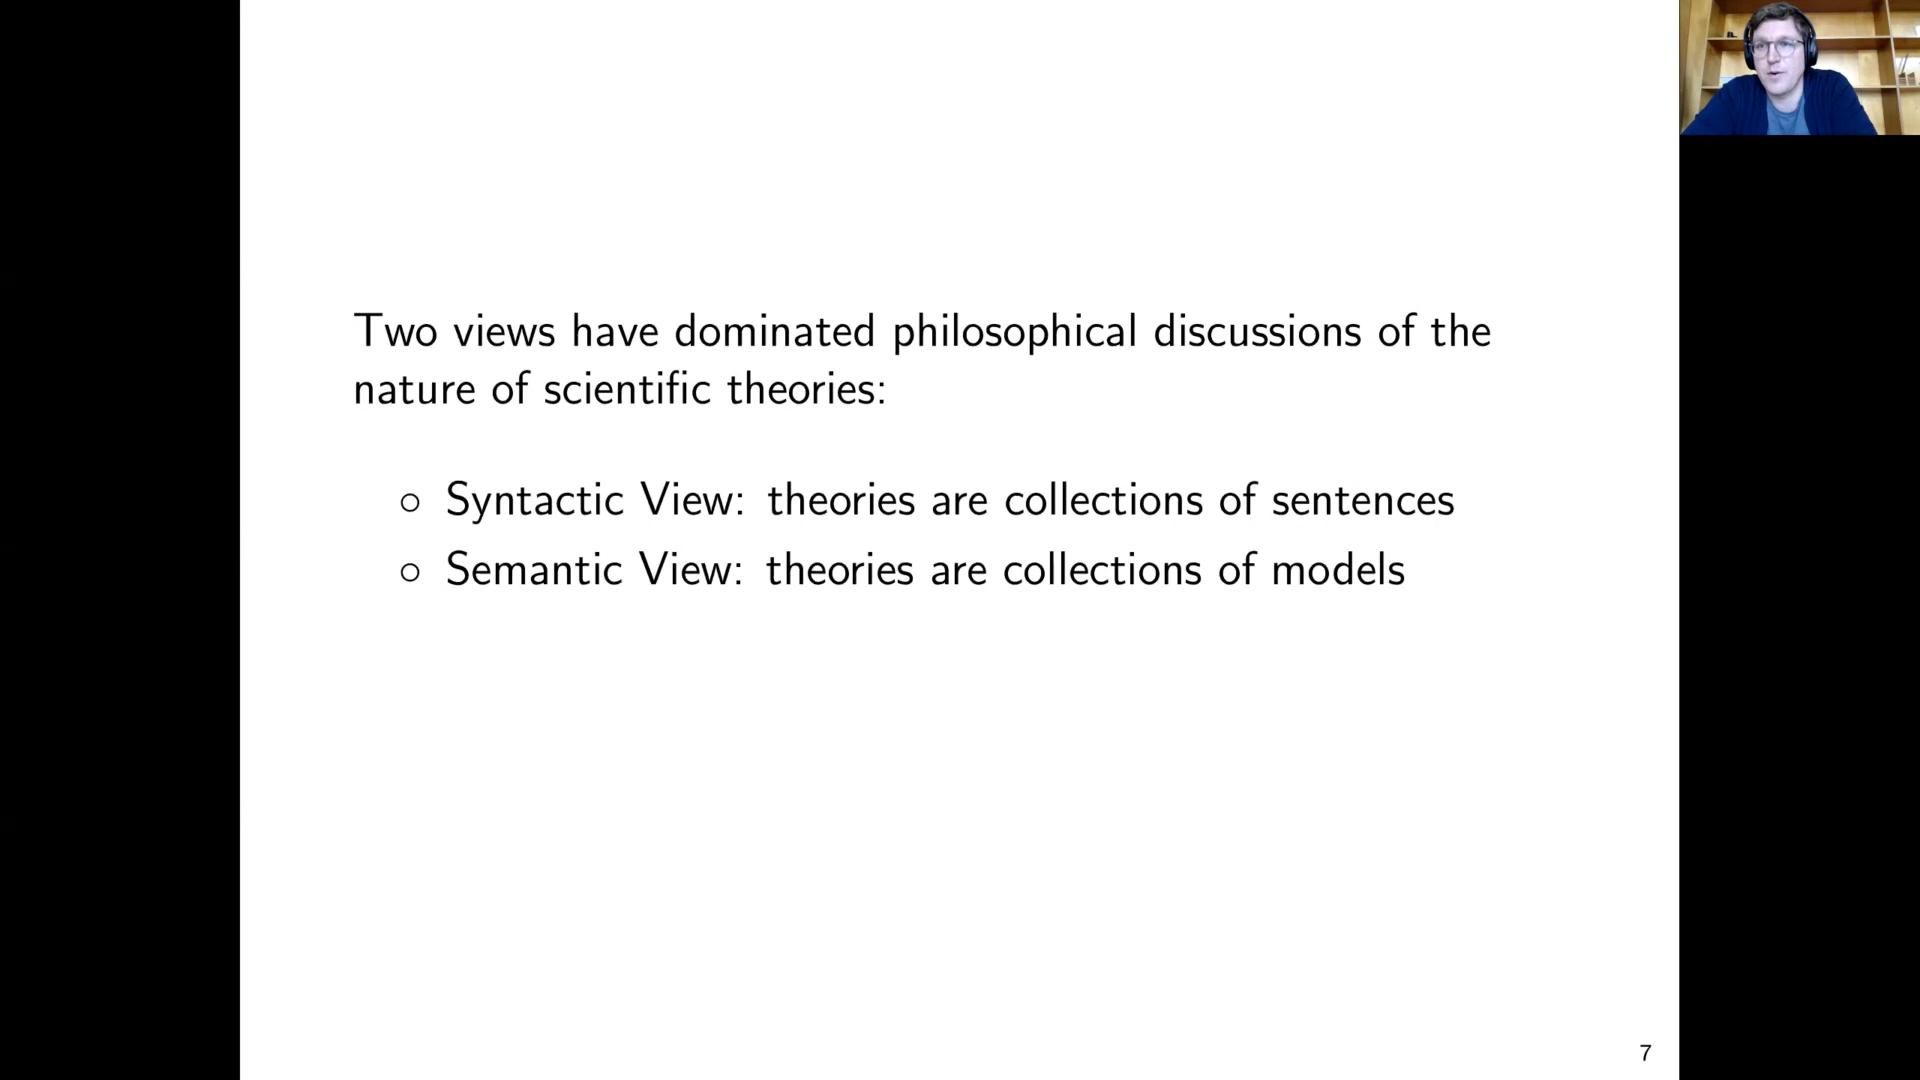 Two views have dominated philosophical discussions of the
nature of scientific theories:
○ Syntactic View: theories are collections of sentences
○ Semantic View: theories are collections of models
7